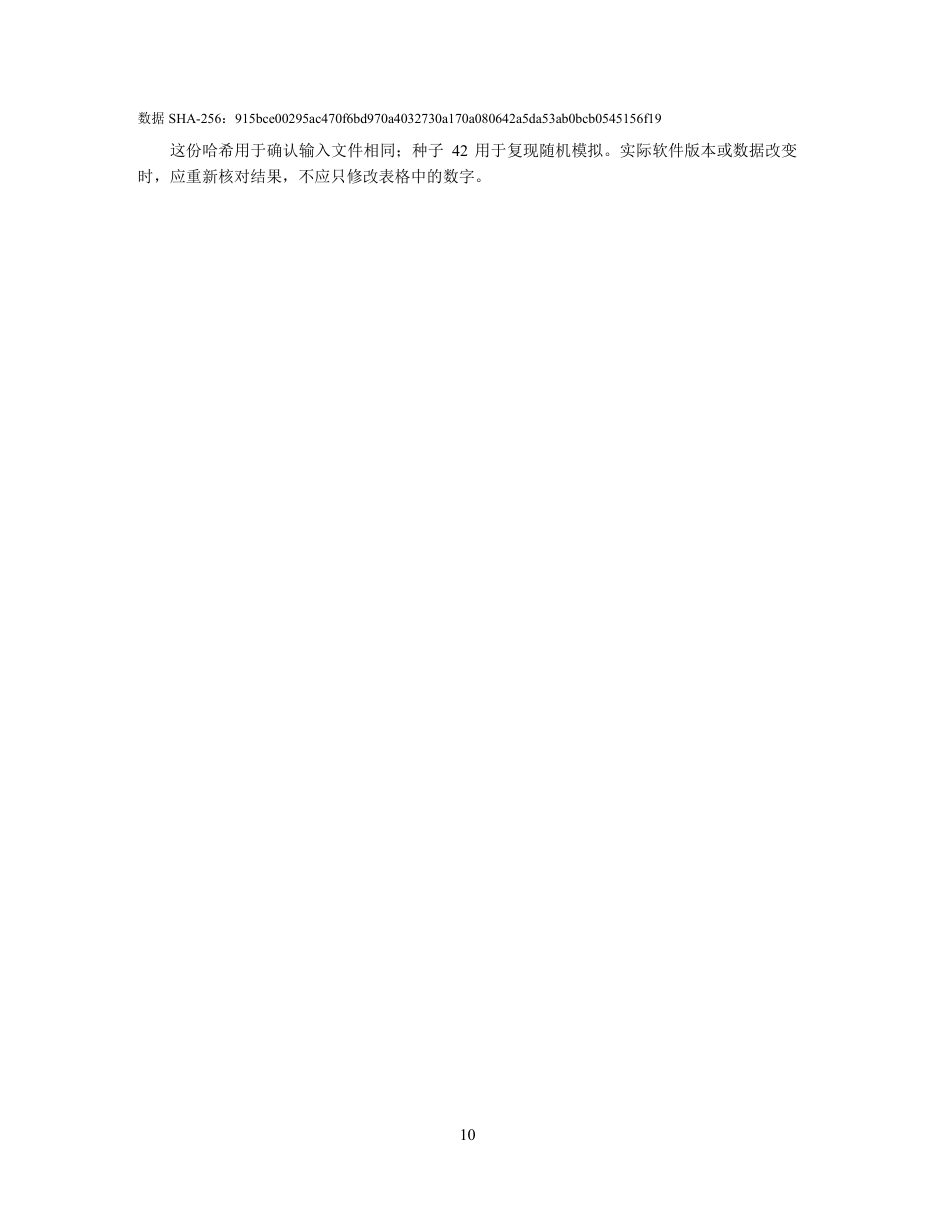 数据 SHA-256：915bce00295ac470f6bd970a4032730a170a080642a5da53ab0bcb0545156f19
这份哈希用于确认输入文件相同；种子 42 用于复现随机模拟。实际软件版本或数据改变
时，应重新核对结果，不应只修改表格中的数字。
10